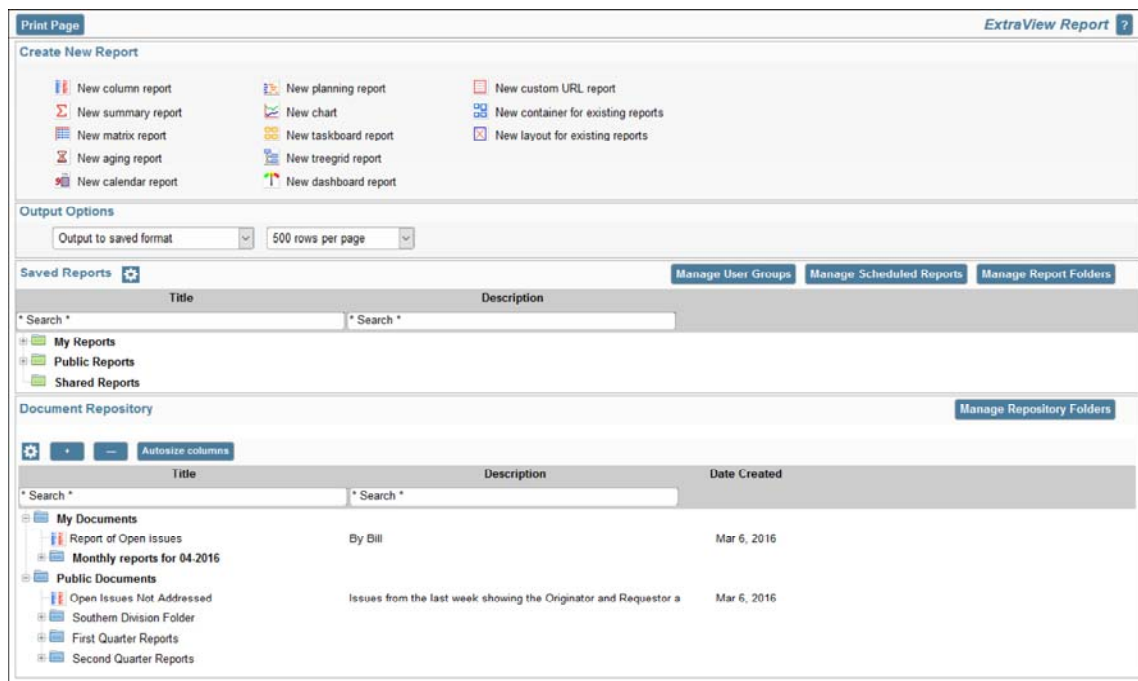 Print Page ExtraView Report ?
Create New Report
New column report New planning report New custom URL report
New summary report New chart New container for existing reports
New matrix report New taskboard report New layout for existing reports
New aging report New treegrid report
New calendar report New dashboard report
Output Options
Output to saved format 500 rows per page
Saved Reports Manage User Groups Manage Scheduled Reports Manage Report Folders
Title Description
* Search * * Search *
My Reports
Public Reports
Shared Reports
Document Repository Manage Repository Folders
+ — Autosize columns
Title Description Date Created
* Search * * Search *
My Documents
Report of Open issues By Bill Mar 6, 2016
Monthly reports for 04-2016
Public Documents
Open Issues Not Addressed Issues from the last week showing the Originator and Requestor a Mar 6, 2016
Southern Division Folder
First Quarter Reports
Second Quarter Reports